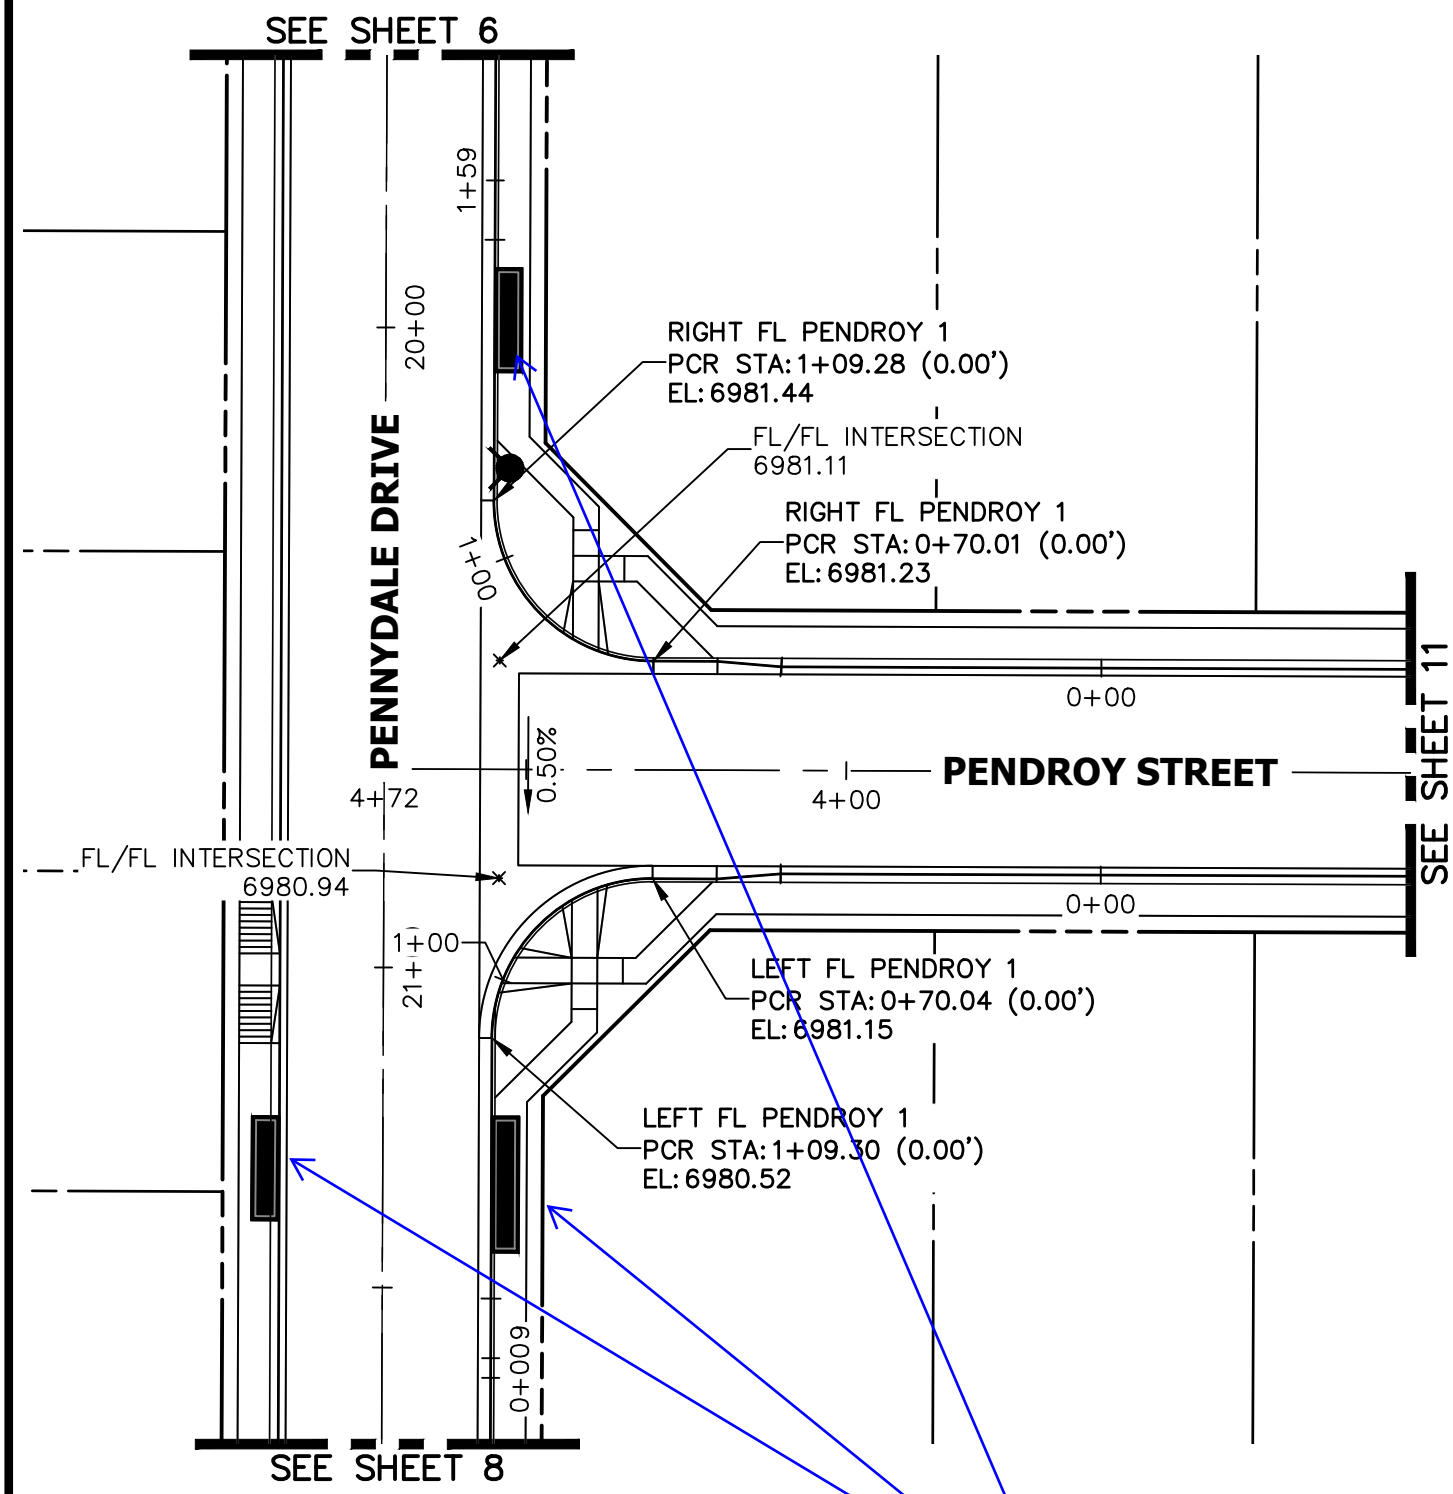 SEE SHEET 6
1+59
20+00
RIGHT FL PENDROY 1
PCR STA:1+09.28 (0.00')
EL:6981.44
FL/FL INTERSECTION
6981.11
RIGHT FL PENDROY 1
PCR STA:0+70.01 (0.00')
EL:6981.23
PENNYDALE DRIVE
1+00
0+00
SEE SHEET 11
0.50%
PENDROY STREET
4+72
4+00
FL/FL INTERSECTION
6980.94
0+00
1+00
LEFT FL PENDROY 1
PCR STA:0+70.04 (0.00')
EL:6981.15
LEFT FL PENDROY 1
PCR STA:1+09.30 (0.00')
EL:6980.52
SEE SHEET 8